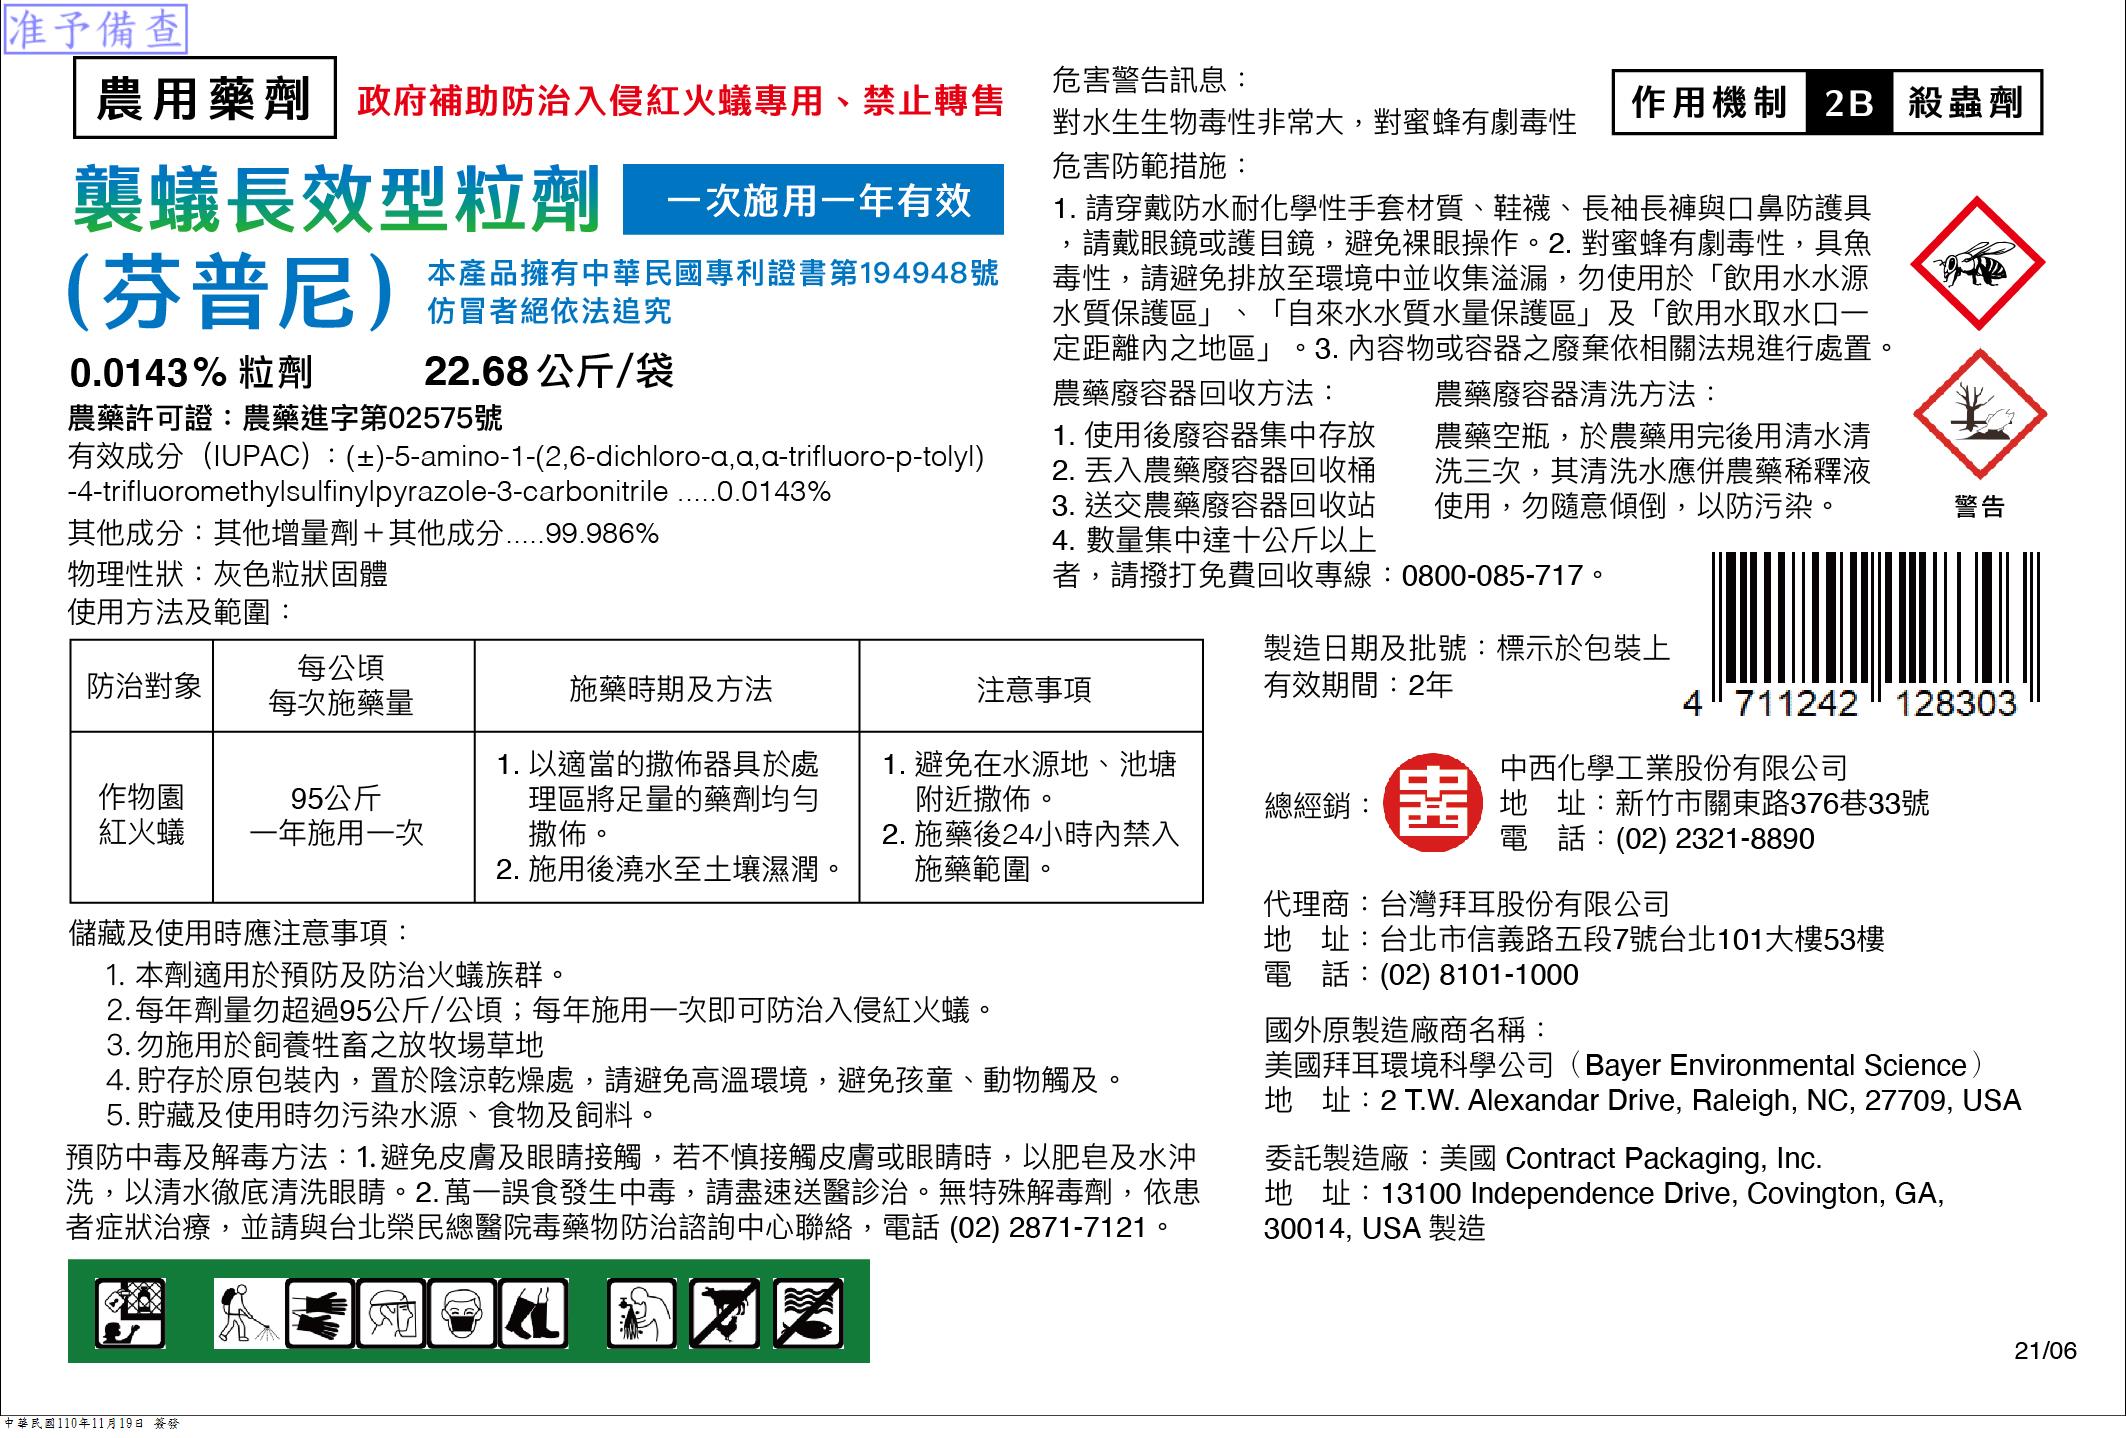 准予備查
農用藥劑
政府補助防治入侵紅火蟻專用、禁止轉售
襲蟻長效型粒劑
一次施用一年有效
(芬普尼)
本產品擁有中華民國專利證書第194948號
仿冒者絕依法追究
0.0143% 粒劑 22.68公斤/袋
農藥許可證：農藥進字第02575號
有效成分（IUPAC）：(±)-5-amino-1-(2,6-dichloro-α,α,α-trifluoro-p-tolyl)
-4-trifluoromethylsulfinylpyrazole-3-carbonitrile .....0.0143%
其他成分：其他增量劑＋其他成分.....99.986%
物理性狀：灰色粒狀固體
使用方法及範圍：
防治對象
每公頃
每次施藥量
施藥時期及方法
注意事項
作物園
紅火蟻
95公斤
一年施用一次
1. 以適當的撒佈器具於處
理區將足量的藥劑均勻
撒佈。
2. 施用後澆水至土壤濕潤。
1. 避免在水源地、池塘
附近撒佈。
2. 施藥後24小時內禁入
施藥範圍。
儲藏及使用時應注意事項：
1. 本劑適用於預防及防治火蟻族群。
2. 每年劑量勿超過95公斤/公頃；每年施用一次即可防治入侵紅火蟻。
3. 勿施用於飼養牲畜之放牧場草地
4. 貯存於原包裝內，置於陰涼乾燥處，請避免高溫環境，避免孩童、動物觸及。
5. 貯藏及使用時勿污染水源、食物及飼料。
預防中毒及解毒方法：1. 避免皮膚及眼睛接觸，若不慎接觸皮膚或眼睛時，以肥皂及水沖
洗，以清水徹底清洗眼睛。2. 萬一誤食發生中毒，請盡速送醫診治。無特殊解毒劑，依患
者症狀治療，並請與台北榮民總醫院毒藥物防治諮詢中心聯絡，電話 (02) 2871-7121。
危害警告訊息：
對水生生物毒性非常大，對蜜蜂有劇毒性
作用機制 2B 殺蟲劑
危害防範措施：
1. 請穿戴防水耐化學性手套材質、鞋襪、長袖長褲與口鼻防護具
，請戴眼鏡或護目鏡，避免裸眼操作。2. 對蜜蜂有劇毒性，具魚
毒性，請避免排放至環境中並收集溢漏，勿使用於「飲用水水源
水質保護區」、「自來水水質水量保護區」及「飲用水取水口一
定距離內之地區」。3. 內容物或容器之廢棄依相關法規進行處置。
農藥廢容器回收方法：
1. 使用後廢容器集中存放
2. 丟入農藥廢容器回收桶
3. 送交農藥廢容器回收站
4. 數量集中達十公斤以上
者，請撥打免費回收專線：0800-085-717。
農藥廢容器清洗方法：
農藥空瓶，於農藥用完後用清水清
洗三次，其清洗水應併農藥稀釋液
使用，勿隨意傾倒，以防污染。
警告
製造日期及批號：標示於包裝上
有效期間：2年
4 711242 128303
總經銷：
中西
中西化學工業股份有限公司
地　址：新竹市關東路376巷33號
電　話：(02) 2321-8890
代理商：台灣拜耳股份有限公司
地　址：台北市信義路五段7號台北101大樓53樓
電　話：(02) 8101-1000
國外原製造廠商名稱：
美國拜耳環境科學公司（Bayer Environmental Science）
地　址：2 T.W. Alexandar Drive, Raleigh, NC, 27709, USA
委託製造廠：美國 Contract Packaging, Inc.
地　址：13100 Independence Drive, Covington, GA,
30014, USA 製造
21/06
中華民國110年11月19日 簽發